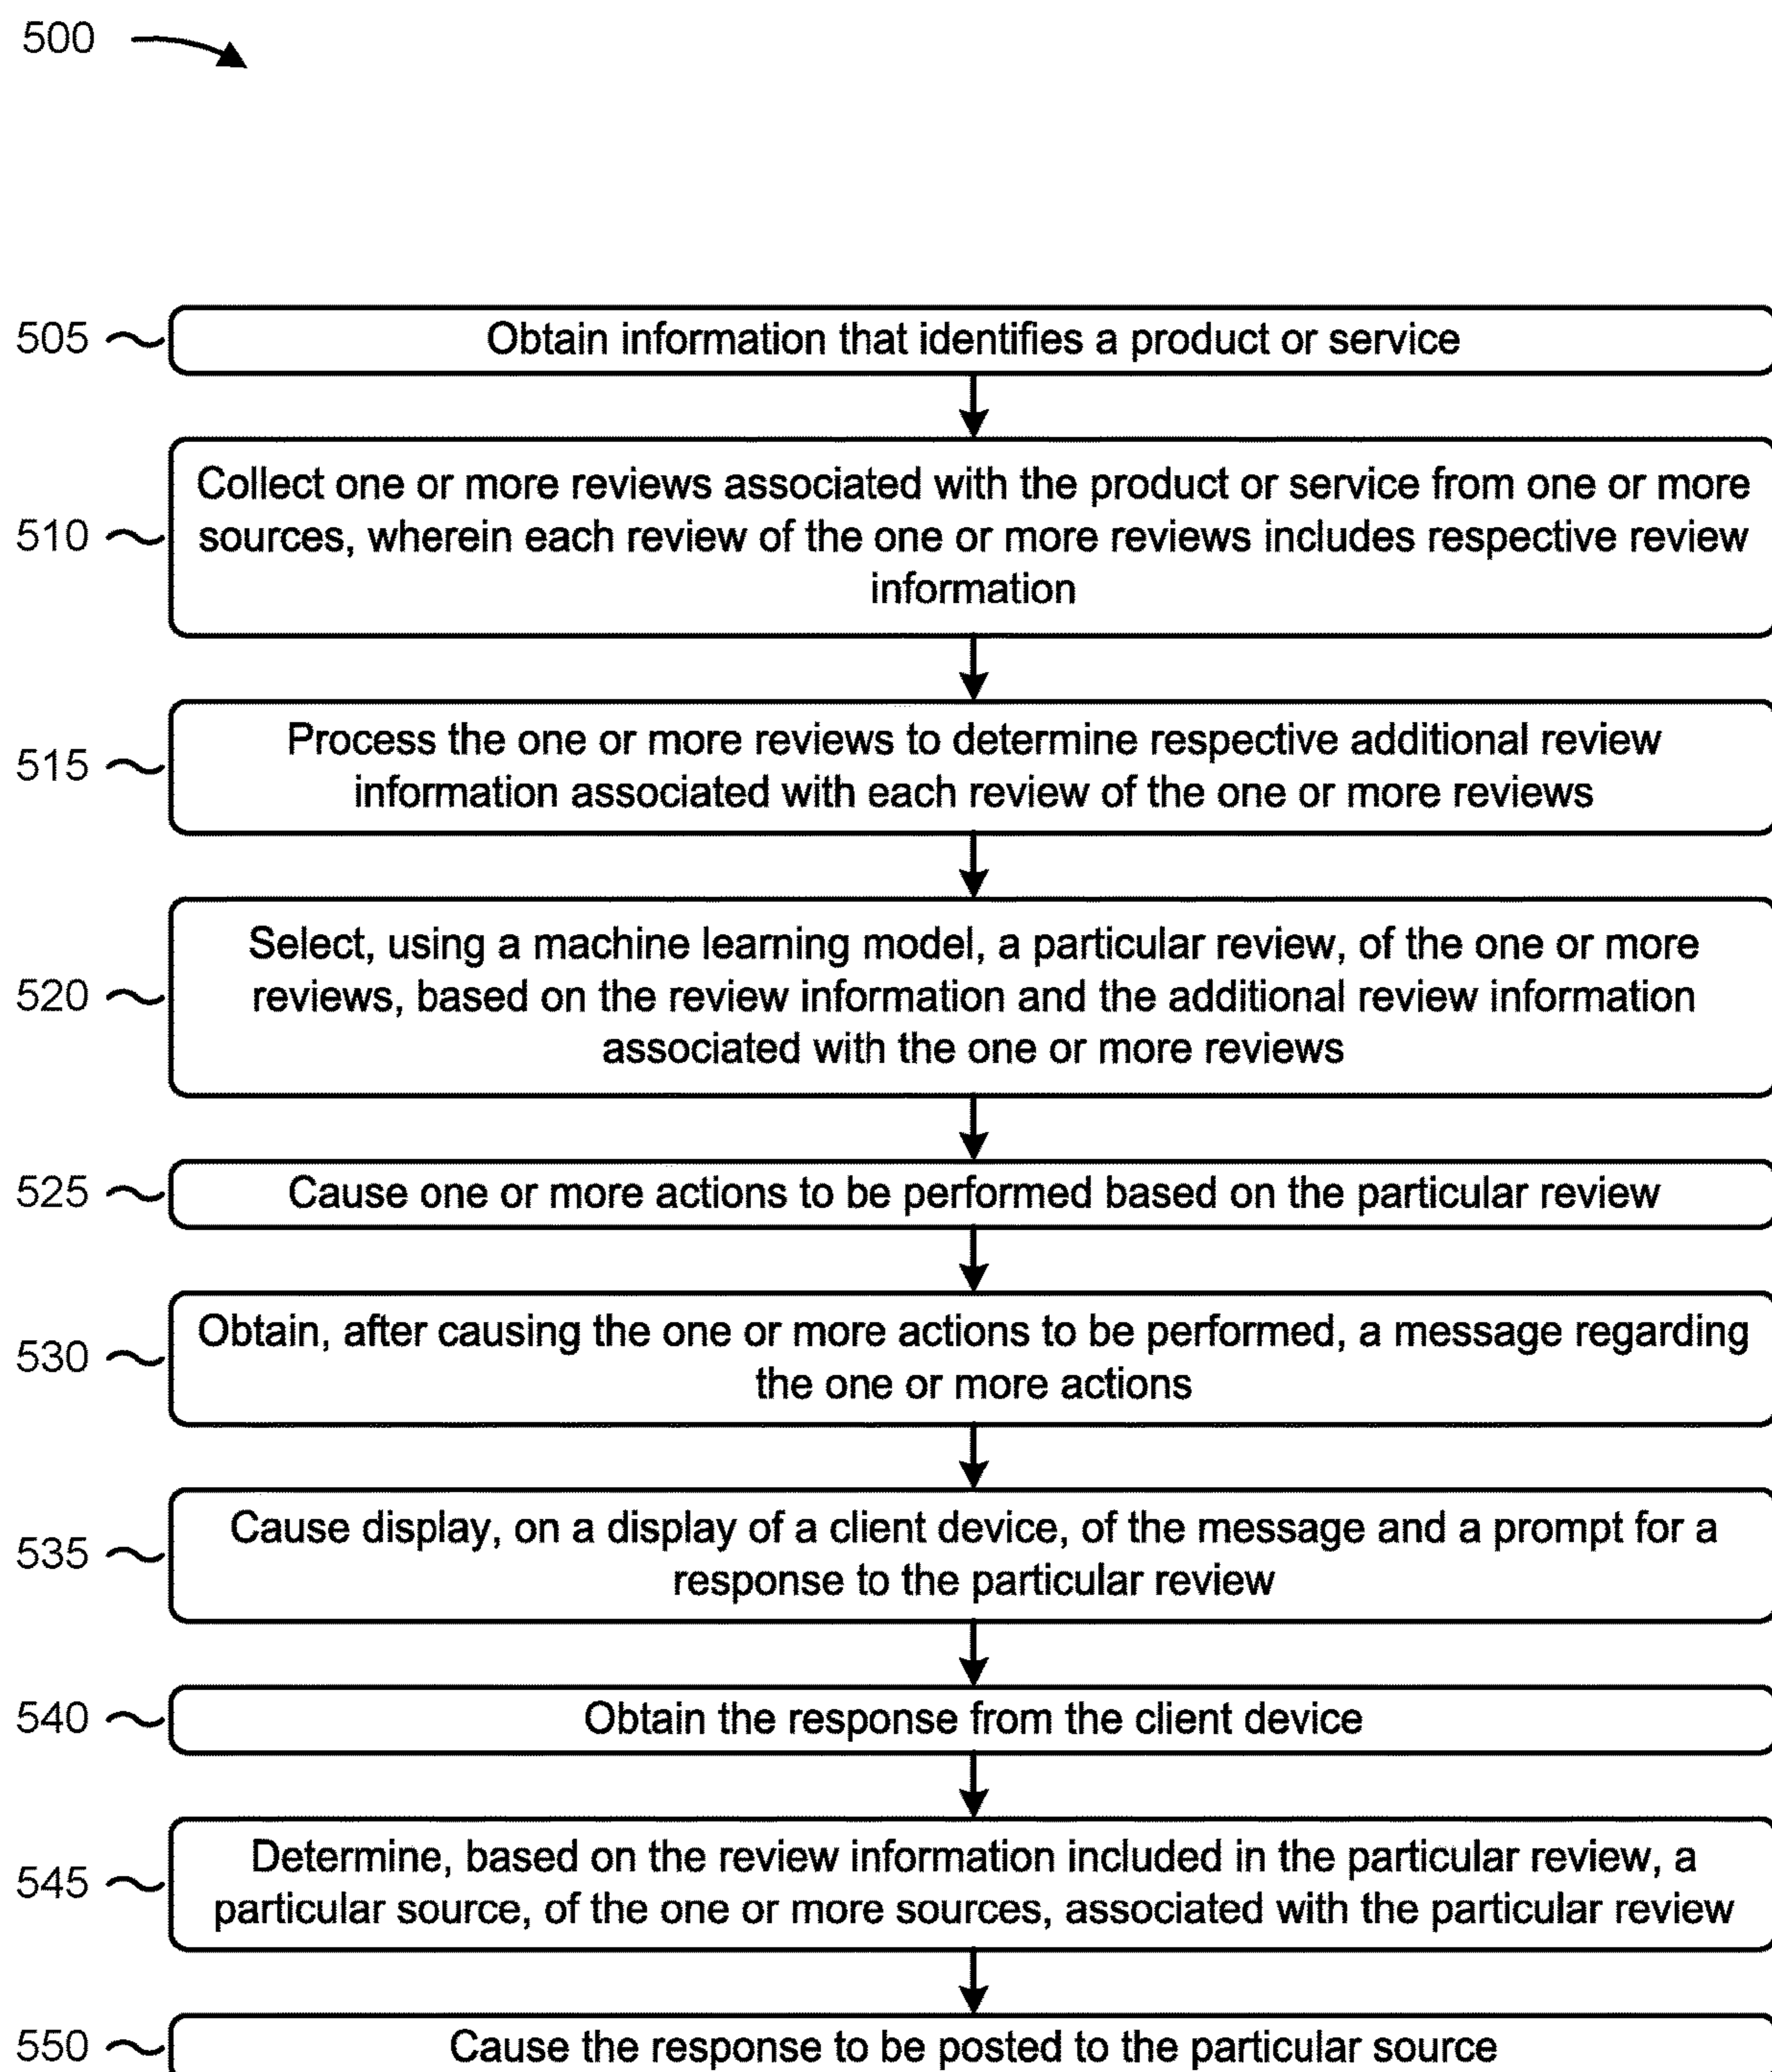 500
505 Obtain information that identifies a product or service
Collect one or more reviews associated with the product or service from one or more
510 sources, wherein each review of the one or more reviews includes respective review
information
Process the one or more reviews to determine respective additional review
515
information associated with each review of the one or more reviews
Select, using a machine learning model, a particular review, of the one or more
520 reviews, based on the review information and the additional review information
associated with the one or more reviews
525 Cause one or more actions to be performed based on the particular review
Obtain, after causing the one or more actions to be performed, a message regarding
530
the one or more actions
Cause display, on a display of a client device, of the message and a prompt for a
535
response to the particular review
540 Obtain the response from the client device
Determine, based on the review information included in the particular review, a
545
particular source, of the one or more sources, associated with the particular review
550 Cause the response to be posted to the particular source